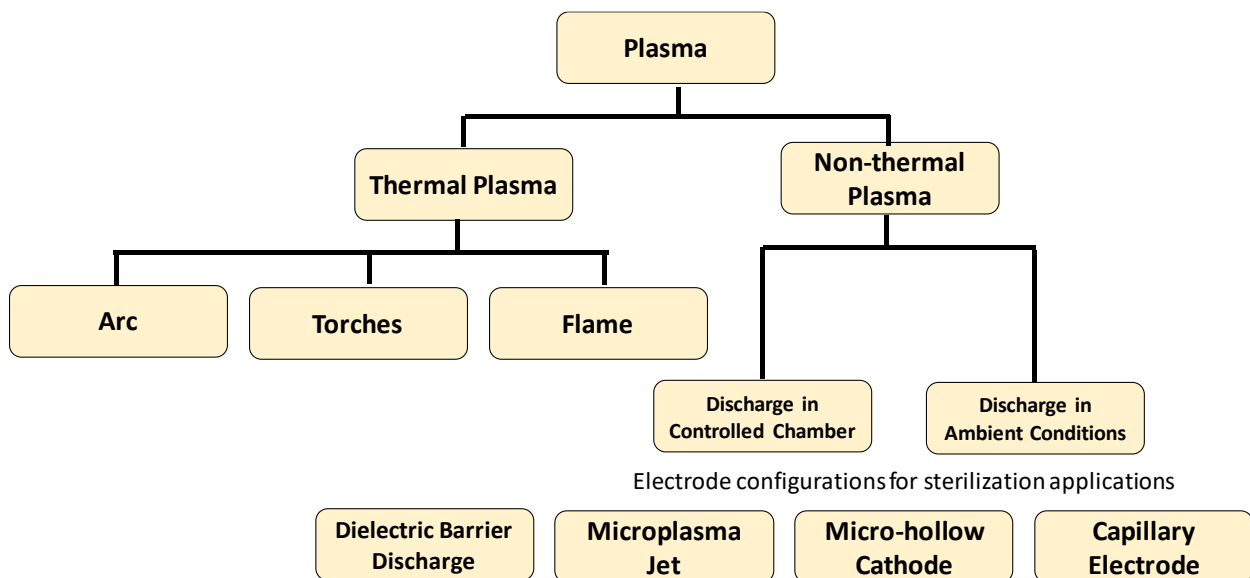 Plasma
Thermal Plasma
Non-thermal
Plasma
Arc
Torches
Flame
Discharge in
Controlled Chamber
Discharge in
Ambient Conditions
Electrode configurations for sterilization applications
Dielectric Barrier
Discharge
Microplasma
Jet
Micro-hollow
Cathode
Capillary
Electrode